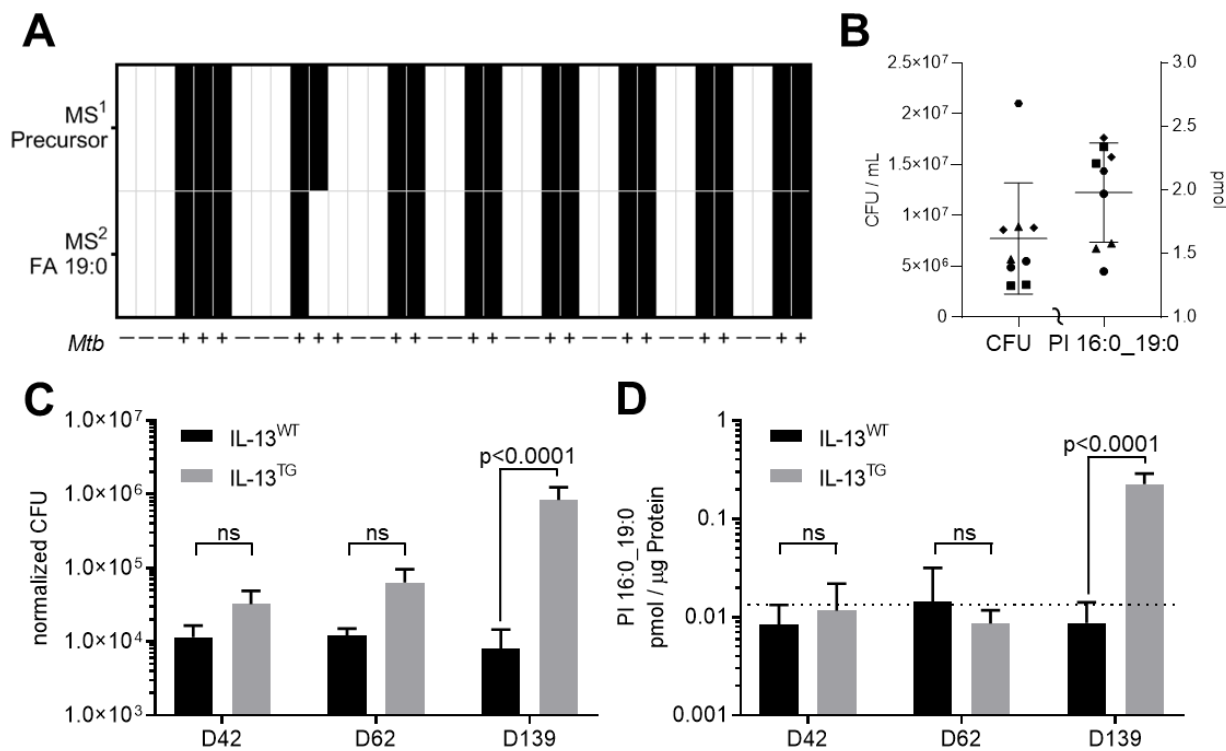 A
MS1
Precursor
MS2
FA 19:0
Mtb — — — + + + — — — + + + — — + + — — + + — — + + — — + + — — + + — — + +
B
2.5×10⁷
2×10⁷
1.5×10⁷
1×10⁷
5×10⁶
0
CFU / mL
3.0
2.5
2.0
1.5
1.0
pmol
CFU
PI 16:0_19:0
C
1.0×10⁷
1.0×10⁶
1.0×10⁵
1.0×10⁴
1.0×10³
normalized CFU
IL-13ᵂᵀ
IL-13ᵀᴳ
ns
ns
p<0.0001
D42
D62
D139
D
1
0.1
0.01
0.001
PI 16:0_19:0
pmol / µg Protein
IL-13ᵂᵀ
IL-13ᵀᴳ
ns
ns
p<0.0001
D42
D62
D139